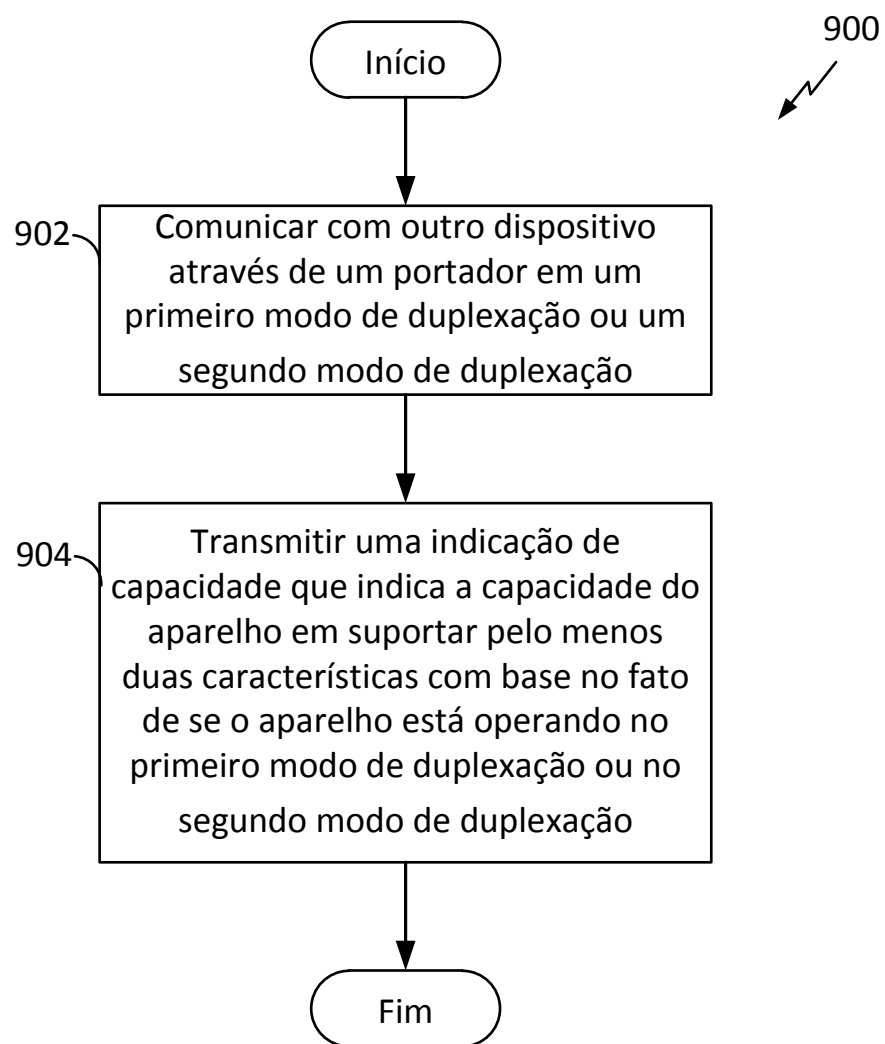 900
Início
902
Comunicar com outro dispositivo
através de um portador em um
primeiro modo de duplexação ou um
segundo modo de duplexação
904
Transmitir uma indicação de
capacidade que indica a capacidade do
aparelho em suportar pelo menos
duas características com base no fato
de se o aparelho está operando no
primeiro modo de duplexação ou no
segundo modo de duplexação
Fim